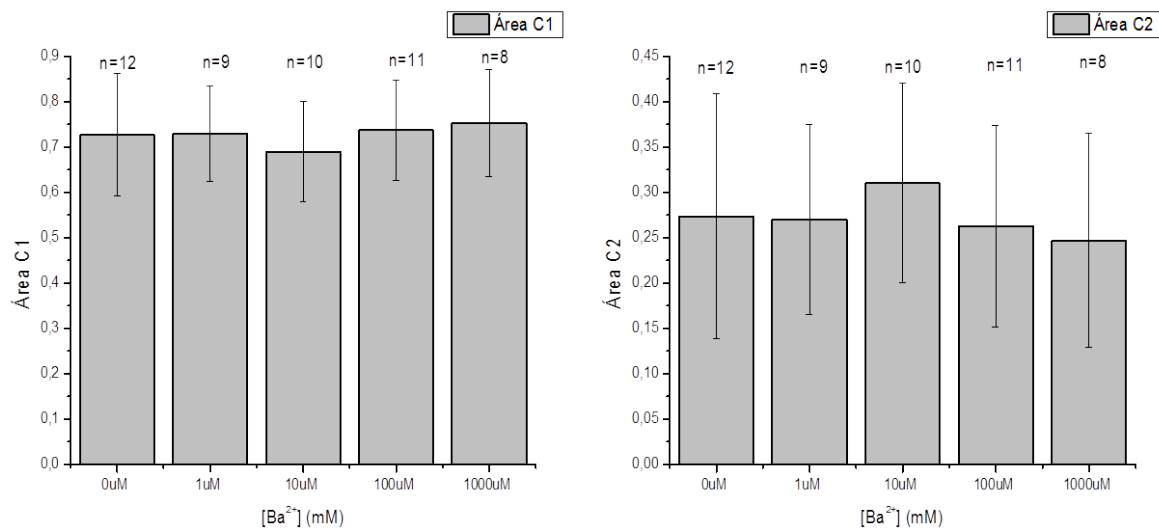 Área C1
0,9
0,8
0,7
0,6
0,5
0,4
0,3
0,2
0,1
0,0
Área C1
n=12 n=9 n=10 n=11 n=8
0uM 1uM 10uM 100uM 1000uM
[Ba²⁺] (mM)
Área C2
0,45
0,40
0,35
0,30
0,25
0,20
0,15
0,10
0,05
0,00
Área C2
n=12 n=9 n=10 n=11 n=8
0uM 1uM 10uM 100uM 1000uM
[Ba²⁺] (mM)